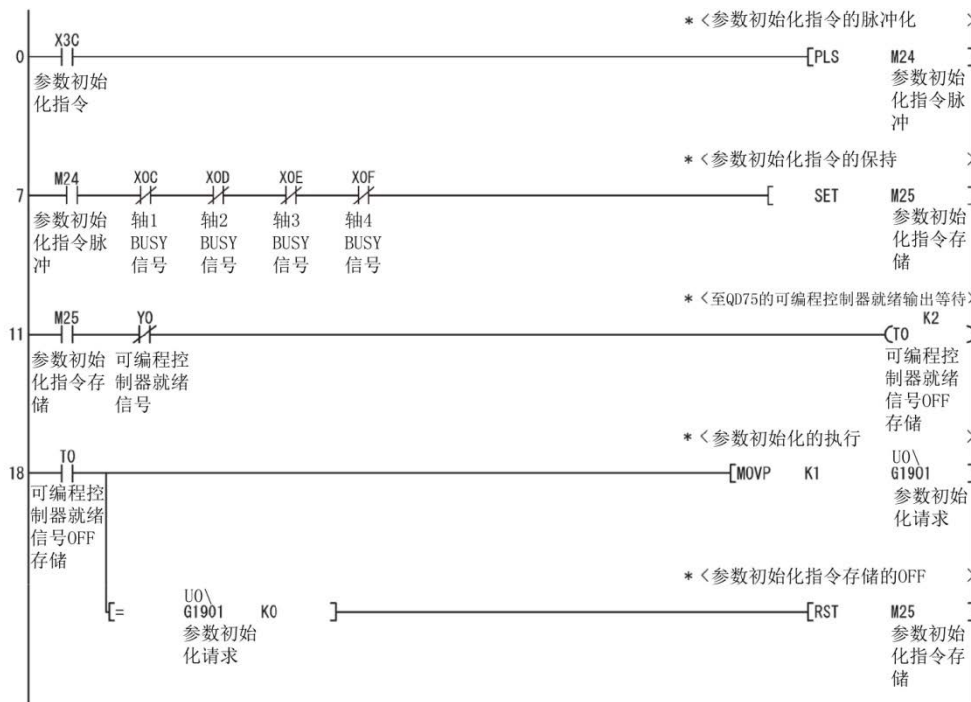 *<参数初始化指令的脉冲化 >
X3C
0 [PLS M24 ]
参数初始
化指令
参数初始
化指令脉
冲
*<参数初始化指令的保持 >
M24 X0C X0D X0E X0F
7 [ SET M25 ]
参数初始
化指令脉
冲
轴1
BUSY
信号
轴2
BUSY
信号
轴3
BUSY
信号
轴4
BUSY
信号
参数初始
化指令存
储
*<至QD75的可编程控制器就绪输出等待>
M25 Y0 K2
11 (T0 )
参数初始
化指令存
储
可编程控
制器就绪
信号
可编程控
制器就绪
信号OFF
存储
*<参数初始化的执行 >
T0 U0\
18 [MOVP K1 G1901 ]
可编程控
制器就绪
信号OFF
存储
参数初始
化请求
*<参数初始化指令存储的OFF >
U0\
[= G1901 K0 ] [RST M25 ]
参数初始
化请求
参数初始
化指令存
储